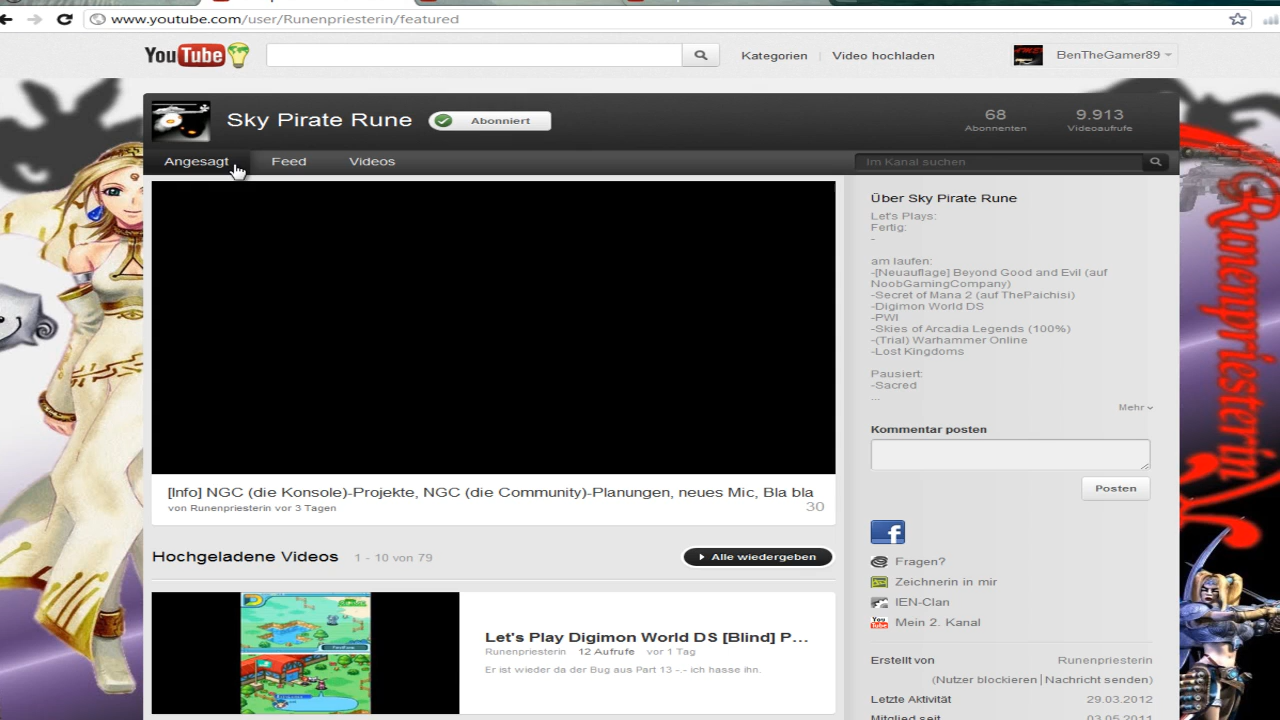 www.youtube.com/user/Runenpriesterin/featured
YouTube
Kategorien | Video hochladen
BenTheGamer89
Sky Pirate Rune
Abonniert
68
Abonnenten
9.913
Videoaufrufe
Angesagt
Feed
Videos
Im Kanal suchen
[Info] NGC (die Konsole)-Projekte, NGC (die Community)-Planungen, neues Mic, Bla bla
von Runenpriesterin vor 3 Tagen
30
Hochgeladene Videos
1 - 10 von 79
Alle wiedergeben
Let's Play Digimon World DS [Blind] P...
Runenpriesterin 12 Aufrufe vor 1 Tag
Er ist wieder da der Bug aus Part 13 -.- ich hasse ihn.
Über Sky Pirate Rune
Let's Plays:
Fertig:
-
am laufen:
-[Neuauflage] Beyond Good and Evil (auf
NoobGamingCompany)
-Secret of Mana 2 (auf ThePaichisi)
-Digimon World DS
-PWI
-Skies of Arcadia Legends (100%)
-(Trial) Warhammer Online
-Lost Kingdoms
Pausiert:
-Sacred
...
Mehr
Kommentar posten
Posten
Fragen?
Zeichnerin in mir
IEN-Clan
Mein 2. Kanal
Erstellt von Runenpriesterin
(Nutzer blockieren | Nachricht senden)
Letzte Aktivität 29.03.2012
Mitglied seit 03.05.2011
Runenpriesterin